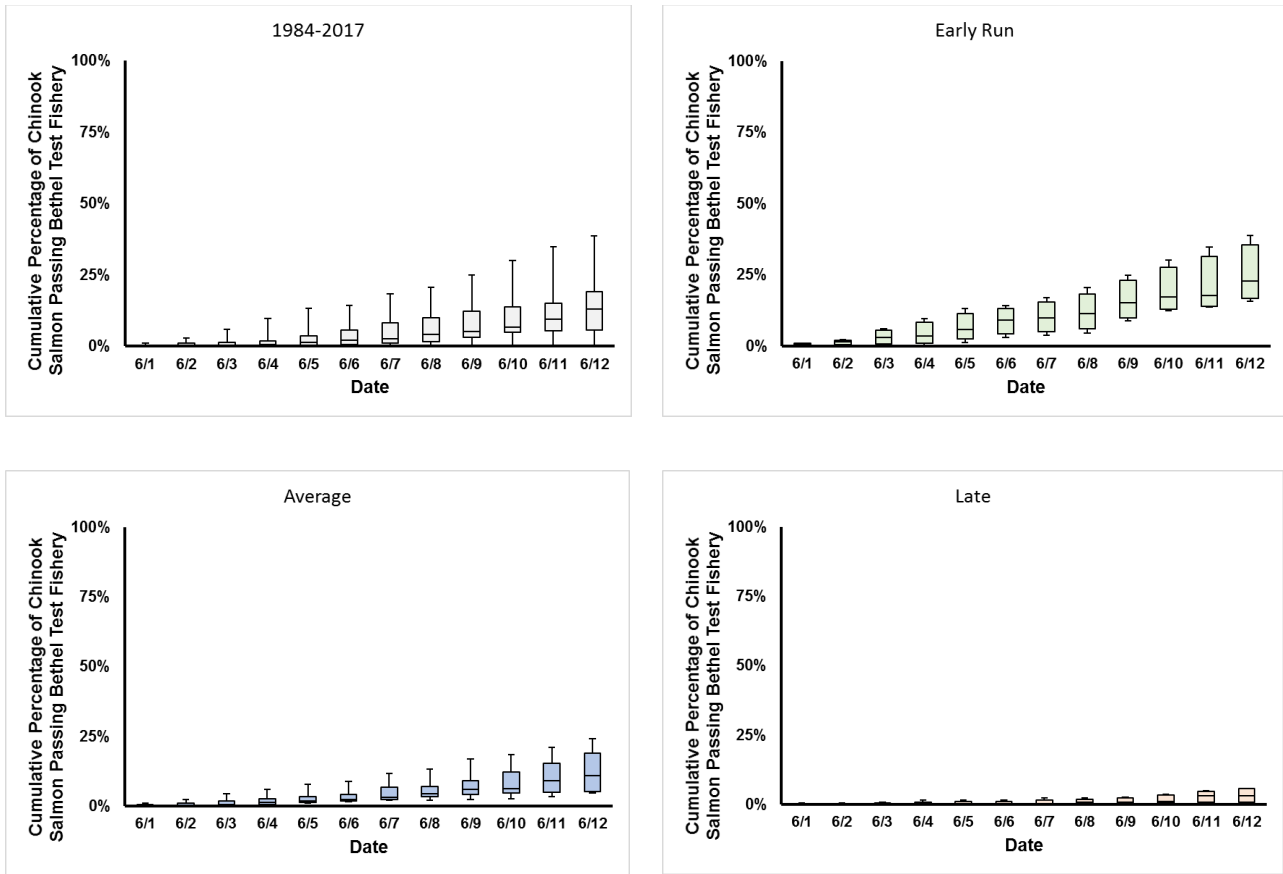 1984-2017
Cumulative Percentage of Chinook
Salmon Passing Bethel Test Fishery
100%
75%
50%
25%
0%
6/1 6/2 6/3 6/4 6/5 6/6 6/7 6/8 6/9 6/10 6/11 6/12
Date
Early Run
Cumulative Percentage of Chinook
Salmon Passing Bethel Test Fishery
100%
75%
50%
25%
0%
6/1 6/2 6/3 6/4 6/5 6/6 6/7 6/8 6/9 6/10 6/11 6/12
Date
Average
Cumulative Percentage of Chinook
Salmon Passing Bethel Test Fishery
100%
75%
50%
25%
0%
6/1 6/2 6/3 6/4 6/5 6/6 6/7 6/8 6/9 6/10 6/11 6/12
Date
Late
Cumulative Percentage of Chinook
Salmon Passing Bethel Test Fishery
100%
75%
50%
25%
0%
6/1 6/2 6/3 6/4 6/5 6/6 6/7 6/8 6/9 6/10 6/11 6/12
Date